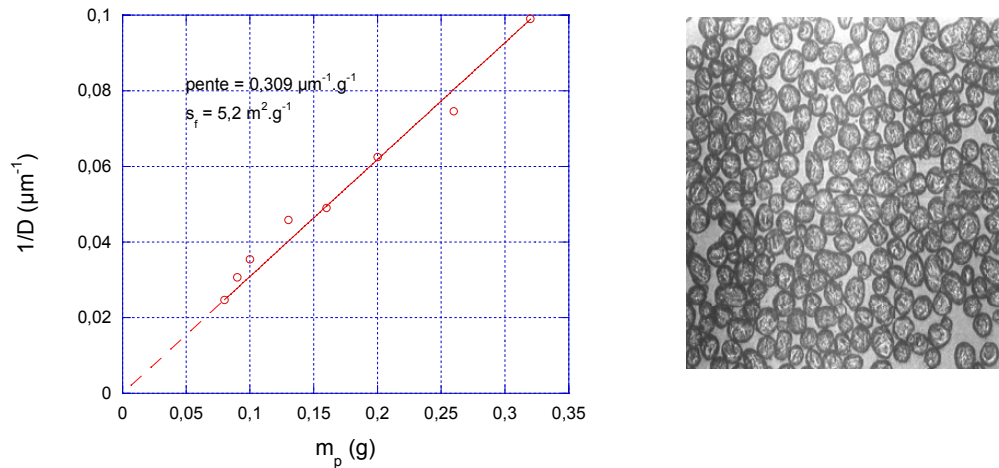 0,1
pente = 0,309 µm⁻¹.g⁻¹
0,08
s_f = 5,2 m².g⁻¹
0,06
1/D (µm⁻¹)
0,04
0,02
0
0 0,05 0,1 0,15 0,2 0,25 0,3 0,35
m_p (g)